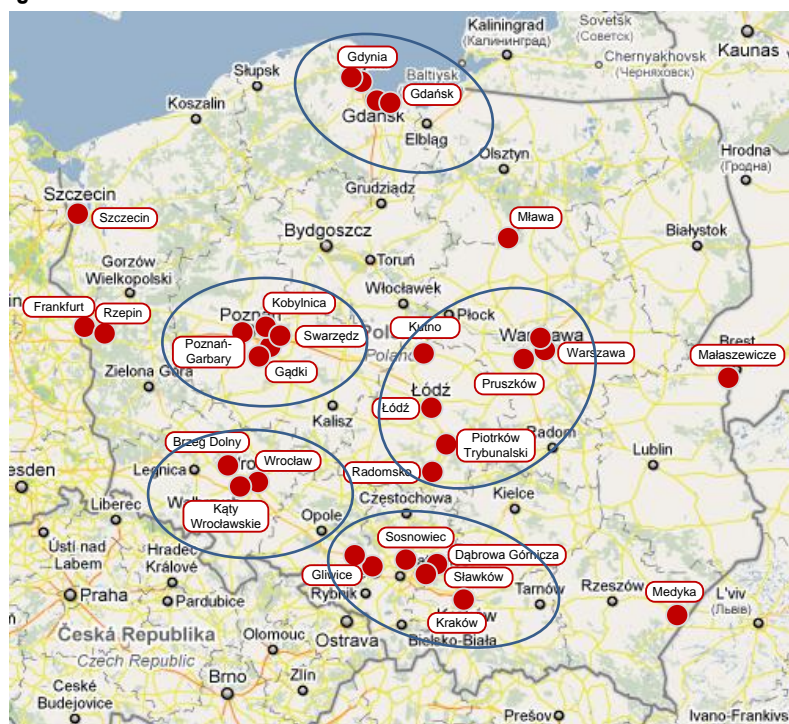 Kaliningrad
(Калининград)
Sovetsk
(Советск)
Kaunas
Chernyakhovsk
(Черняховск)
Baltiysk
Gdynia
Gdańsk
Gdańsk
Słupsk
Koszalin
Elbląg
Olsztyn
Hrodna
(Гродна)
Szczecin
Szczecin
Grudziądz
Mława
Białystok
Bydgoszcz
Toruń
Gorzów
Wielkopolski
Włocławek
Płock
Frankfurt
Rzepin
Kobylnica
Poznań
Swarzędz
Poznań-
Garbary
Gądki
Kutno
Poland
Warszawa
Pruszków
Brest
Małaszewicze
Zielona Góra
Łódź
Łódź
Kalisz
Piotrków
Trybunalski
Radom
Radomsko
Lublin
Brzeg Dolny
Legnica
Wrocław
Kąty
Wrocławskie
Częstochowa
Kielce
Liberec
Opole
Sosnowiec
Dąbrowa Górnicza
Ústí nad
Labem
Hradec
Králové
Gliwice
Sławków
Rybnik
Kraków
Tarnów
Rzeszów
Medyka
L'viv
(Львів)
Praha
Pardubice
Ostrava
Bielsko-Biała
Česká Republika
Czech Republic
Olomouc
Brno
Zlín
České
Budejovice
Prešov
Ivano-Frankivs